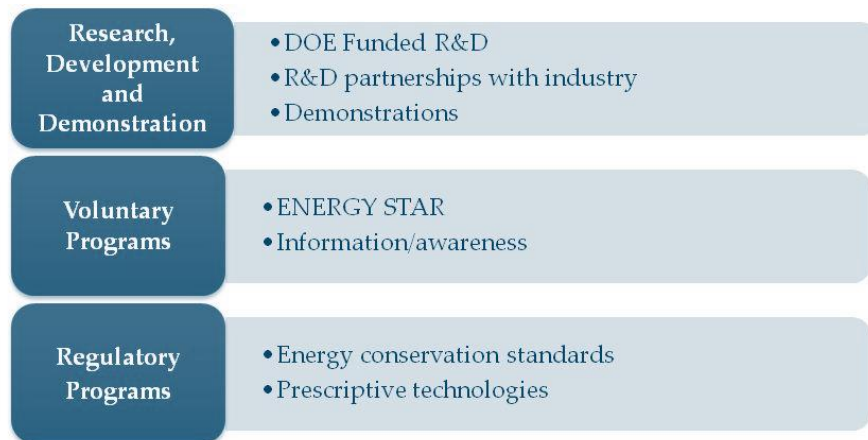 Research,
Development
and
Demonstration
• DOE Funded R&D
• R&D partnerships with industry
• Demonstrations
Voluntary
Programs
• ENERGY STAR
• Information/awareness
Regulatory
Programs
• Energy conservation standards
• Prescriptive technologies